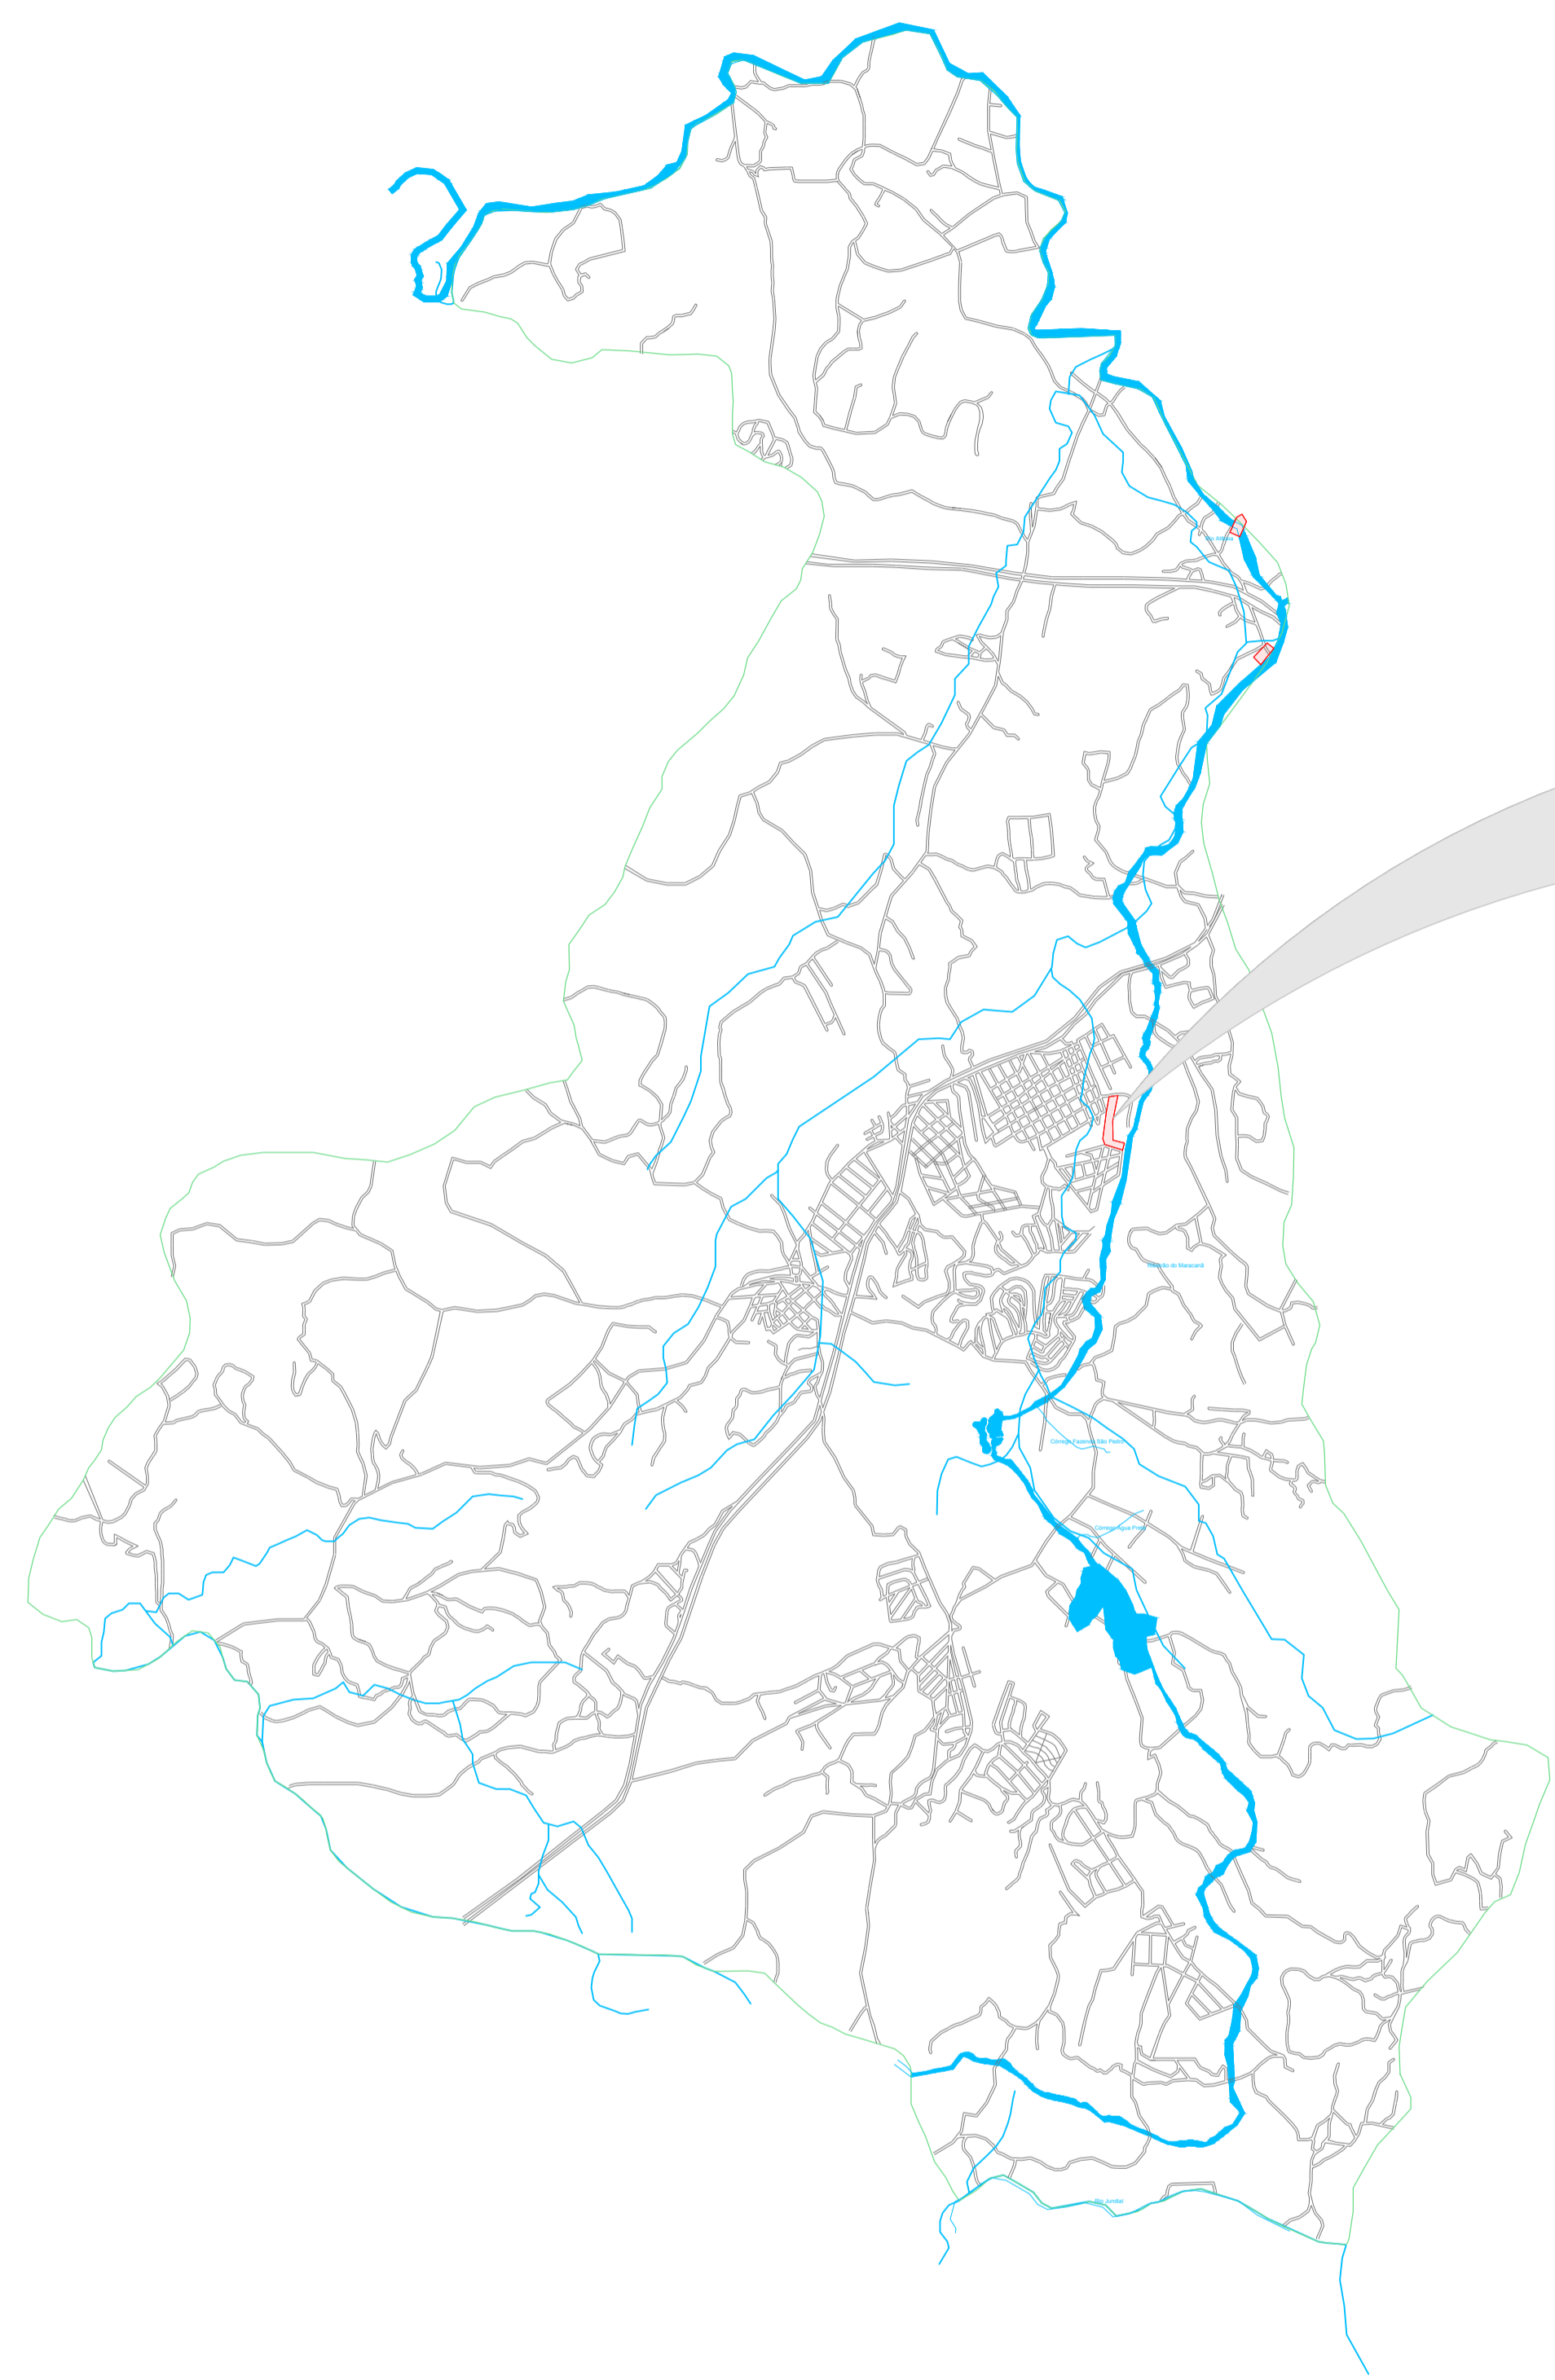 Rio Atibaia
Ribeirão do Maracanã
Córrego Fazenda São Pedro
Córrego Água Preta
Rio Jundiaí